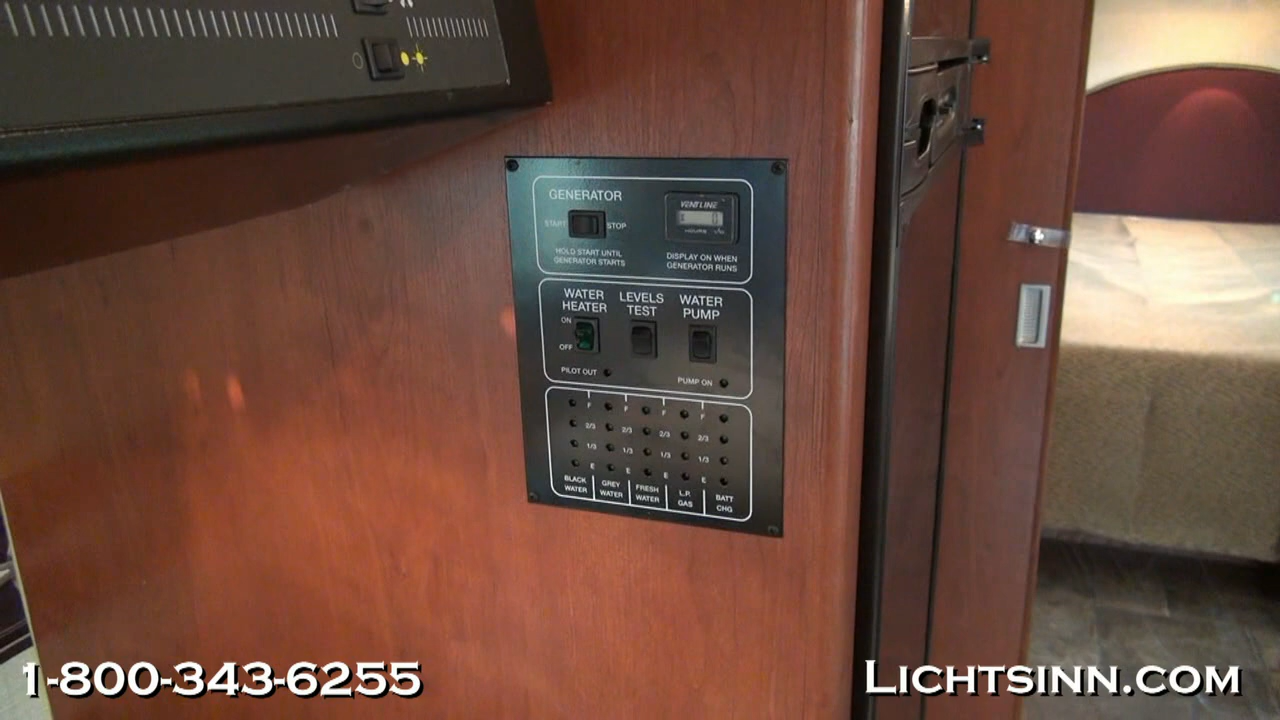 GENERATOR
START STOP
HOLD START UNTIL
GENERATOR STARTS
VENTLINE
HOURS 1/10
DISPLAY ON WHEN
GENERATOR RUNS
WATER
HEATER
LEVELS
TEST
WATER
PUMP
ON
OFF
PILOT OUT
PUMP ON
F F F F
2/3 2/3 2/3 2/3
1/3 1/3 1/3 1/3
E E E E
BLACK
WATER
GREY
WATER
FRESH
WATER
L.P.
GAS
BATT
CHG
1-800-343-6255
LICHTSINN.COM